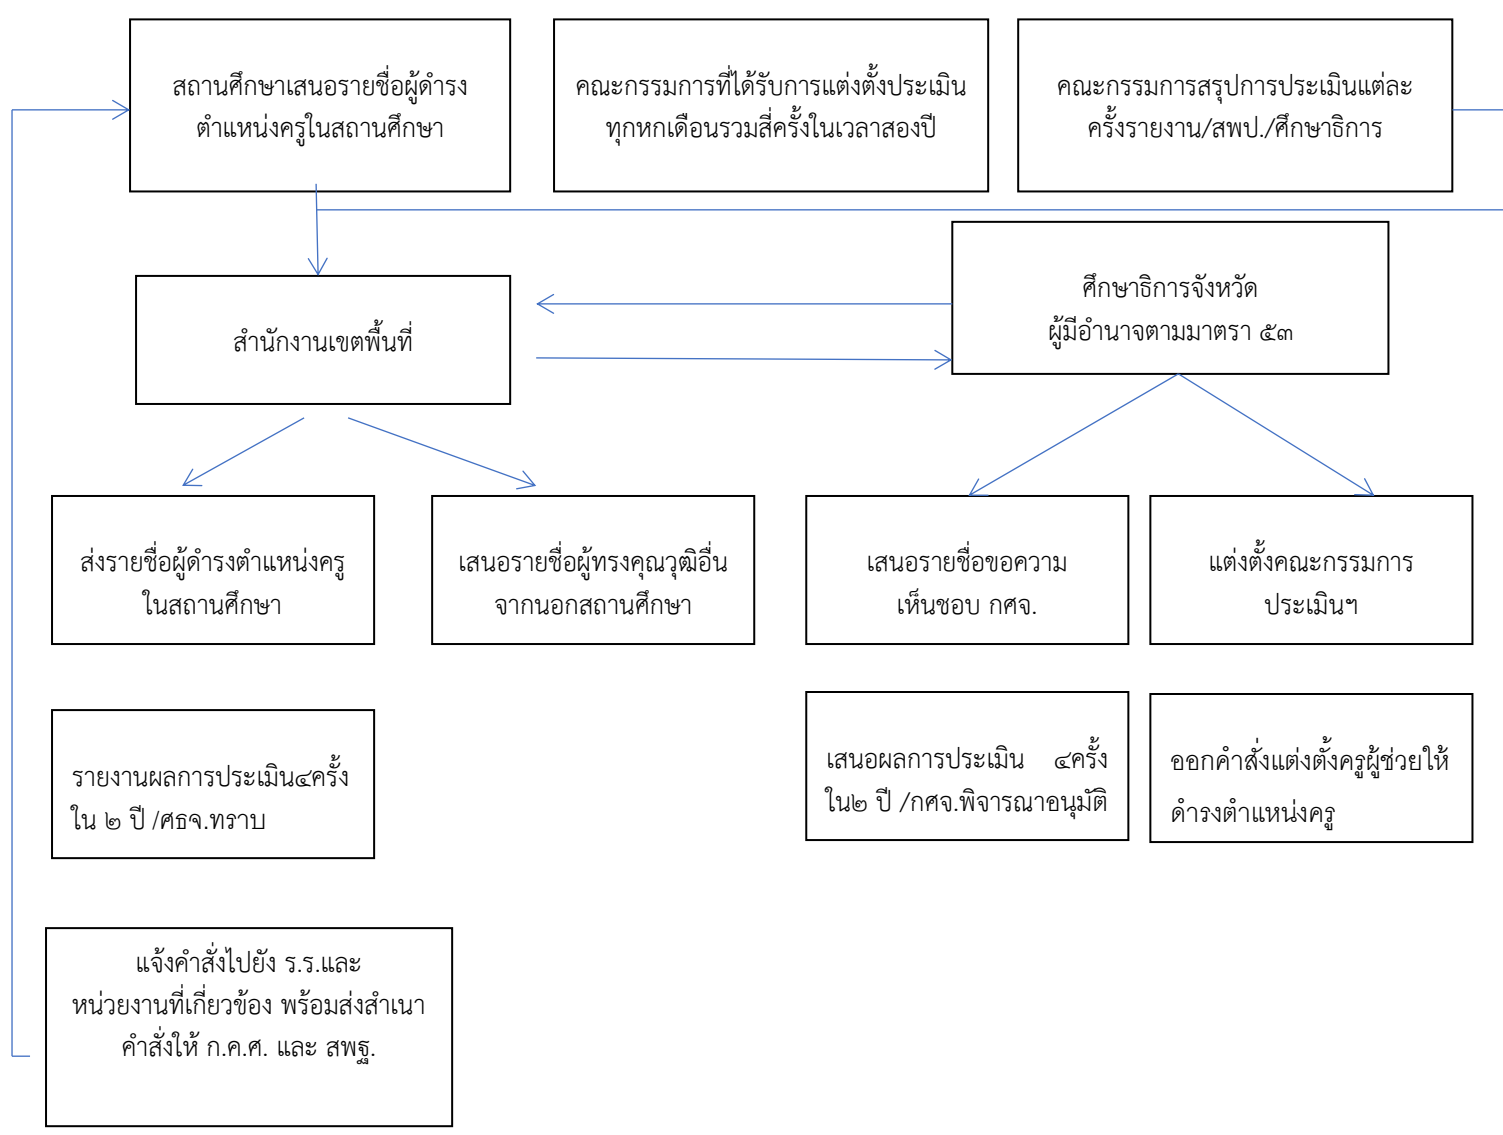 สถานศึกษาเสนอรายชื่อผู้ดำรง
ตำแหน่งครูในสถานศึกษา
คณะกรรมการที่ได้รับการแต่งตั้งประเมิน
ทุกหกเดือนรวมสี่ครั้งในเวลาสองปี
คณะกรรมการสรุปการประเมินแต่ละ
ครั้งรายงาน/สพป./ศึกษาธิการ
สำนักงานเขตพื้นที่
ศึกษาธิการจังหวัด
ผู้มีอำนาจตามมาตรา ๕๓
ส่งรายชื่อผู้ดำรงตำแหน่งครู
ในสถานศึกษา
เสนอรายชื่อผู้ทรงคุณวุฒิอื่น
จากนอกสถานศึกษา
เสนอรายชื่อขอความ
เห็นชอบ กศจ.
แต่งตั้งคณะกรรมการ
ประเมินฯ
รายงานผลการประเมิน๔ครั้ง
ใน ๒ ปี /ศธจ.ทราบ
เสนอผลการประเมิน ๔ครั้ง
ใน๒ ปี /กศจ.พิจารณาอนุมัติ
ออกคำสั่งแต่งตั้งครูผู้ช่วยให้
ดำรงตำแหน่งครู
แจ้งคำสั่งไปยัง ร.ร.และ
หน่วยงานที่เกี่ยวข้อง พร้อมส่งสำเนา
คำสั่งให้ ก.ค.ศ. และ สพฐ.